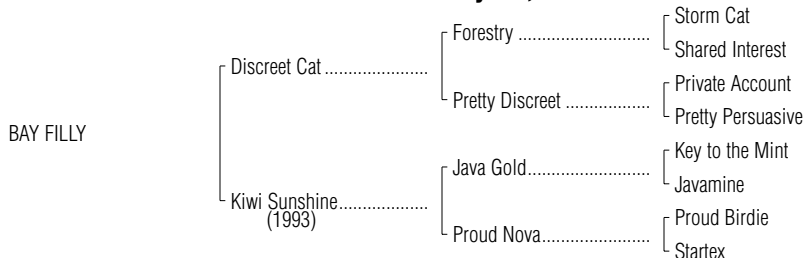 Storm Cat
Forestry ................................
Shared Interest
Discreet Cat ......................
Private Account
Pretty Discreet .....................
Pretty Persuasive
BAY FILLY
Key to the Mint
Java Gold..............................
Javamine
Kiwi Sunshine...................
(1993)
Proud Birdie
Proud Nova...........................
Startex